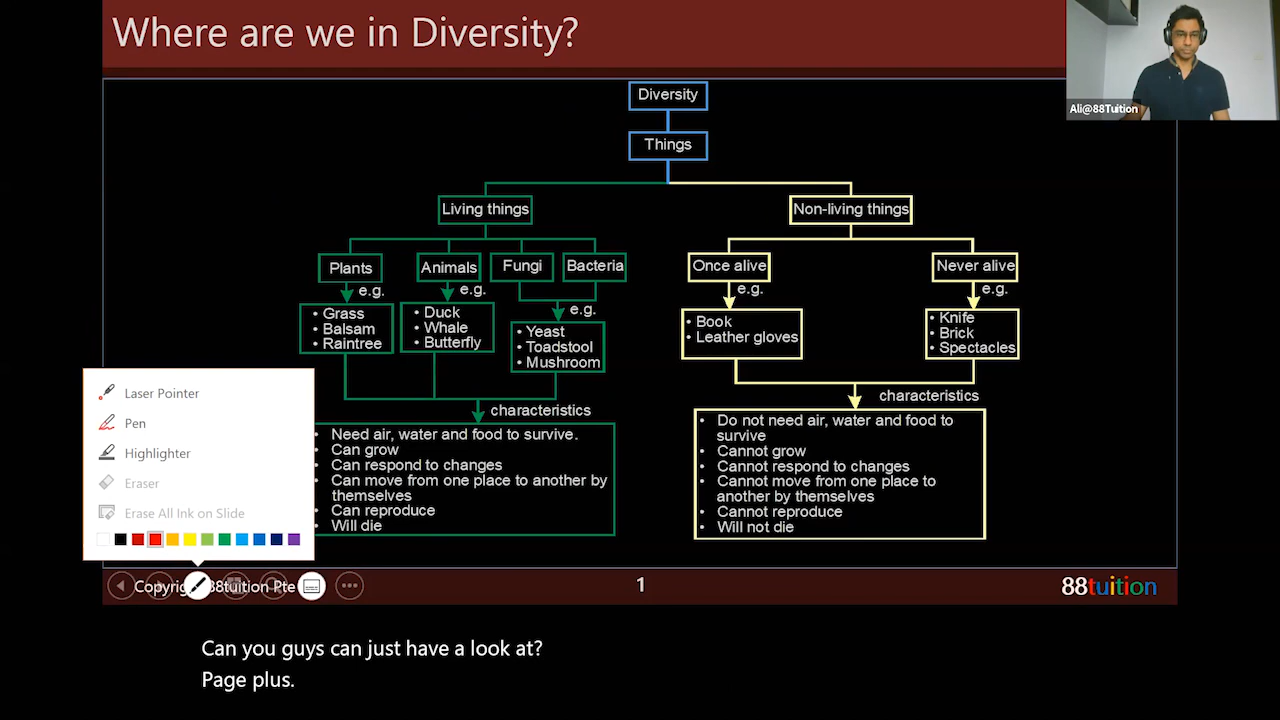 Where are we in Diversity?
Ali@88Tuition
Diversity
Things
Living things
Non-living things
Plants
Animals
Fungi
Bacteria
Once alive
Never alive
e.g.
e.g.
e.g.
e.g.
e.g.
• Grass
• Balsam
• Raintree
• Duck
• Whale
• Butterfly
• Yeast
• Toadstool
• Mushroom
• Book
• Leather gloves
• Knife
• Brick
• Spectacles
characteristics
• Need air, water and food to survive.
• Can grow
• Can respond to changes
• Can move from one place to another by
themselves
• Can reproduce
• Will die
characteristics
• Do not need air, water and food to
survive
• Cannot grow
• Cannot respond to changes
• Cannot move from one place to
another by themselves
• Cannot reproduce
• Will not die
Laser Pointer
Pen
Highlighter
Eraser
Erase All Ink on Slide
88tuition Pte
1
88tuition
Can you guys can just have a look at?
Page plus.